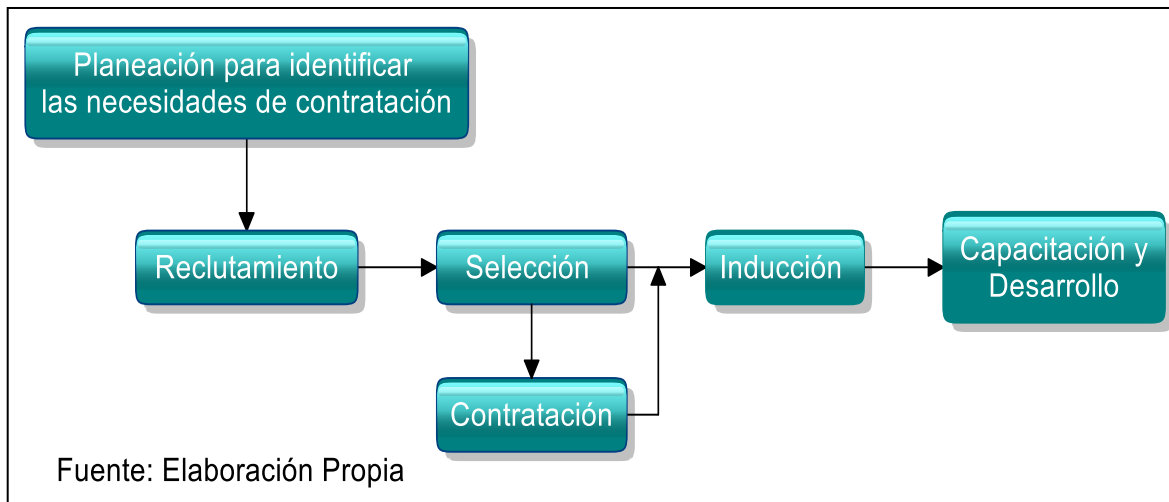 Planeación para identificar
las necesidades de contratación
Reclutamiento
Selección
Inducción
Capacitación y
Desarrollo
Contratación
Fuente: Elaboración Propia